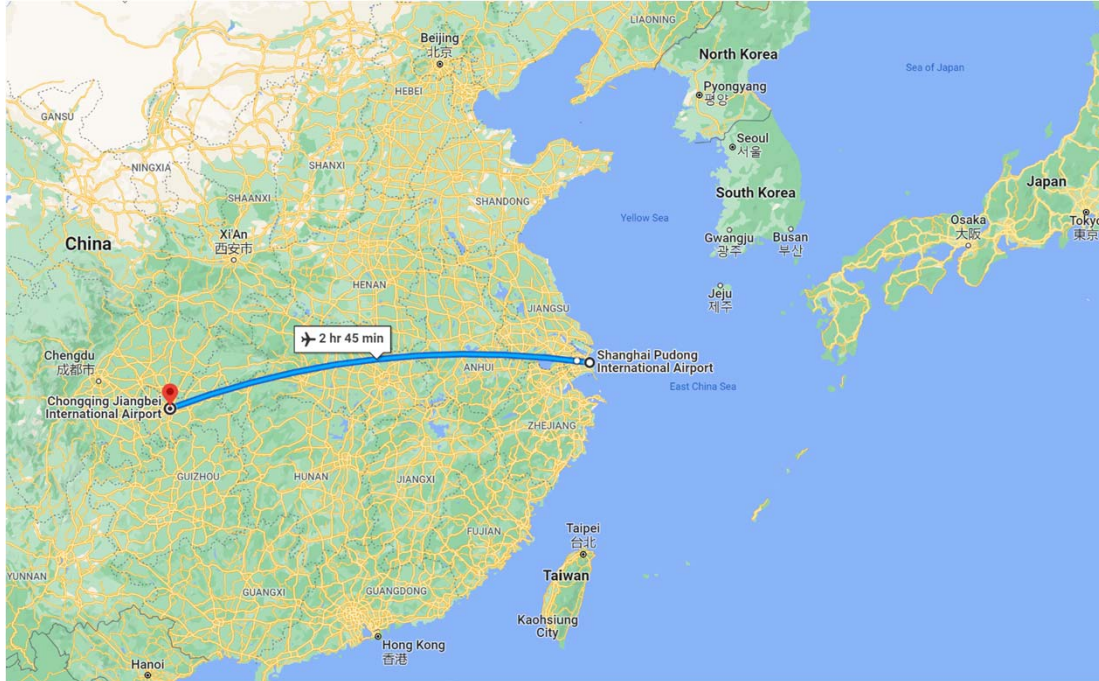 LIAONING
Beijing
北京
North Korea
Sea of Japan
HEBEI
Pyongyang
평양
GANSU
Seoul
서울
SHANXI
NINGXIA
South Korea
Japan
SHAANXI
SHANDONG
Yellow Sea
Osaka
大阪
Tokyo
東京
China
Xi'An
西安市
Gwangju
광주
Busan
부산
HENAN
Jeju
제주
JIANGSU
2 hr 45 min
Chengdu
成都市
Shanghai Pudong
International Airport
ANHUI
East China Sea
Chongqing Jiangbei
International Airport
ZHEJIANG
GUIZHOU
HUNAN
JIANGXI
FUJIAN
Taipei
台北
YUNNAN
Taiwan
GUANGXI
GUANGDONG
Kaohsiung
City
Hong Kong
香港
Hanoi